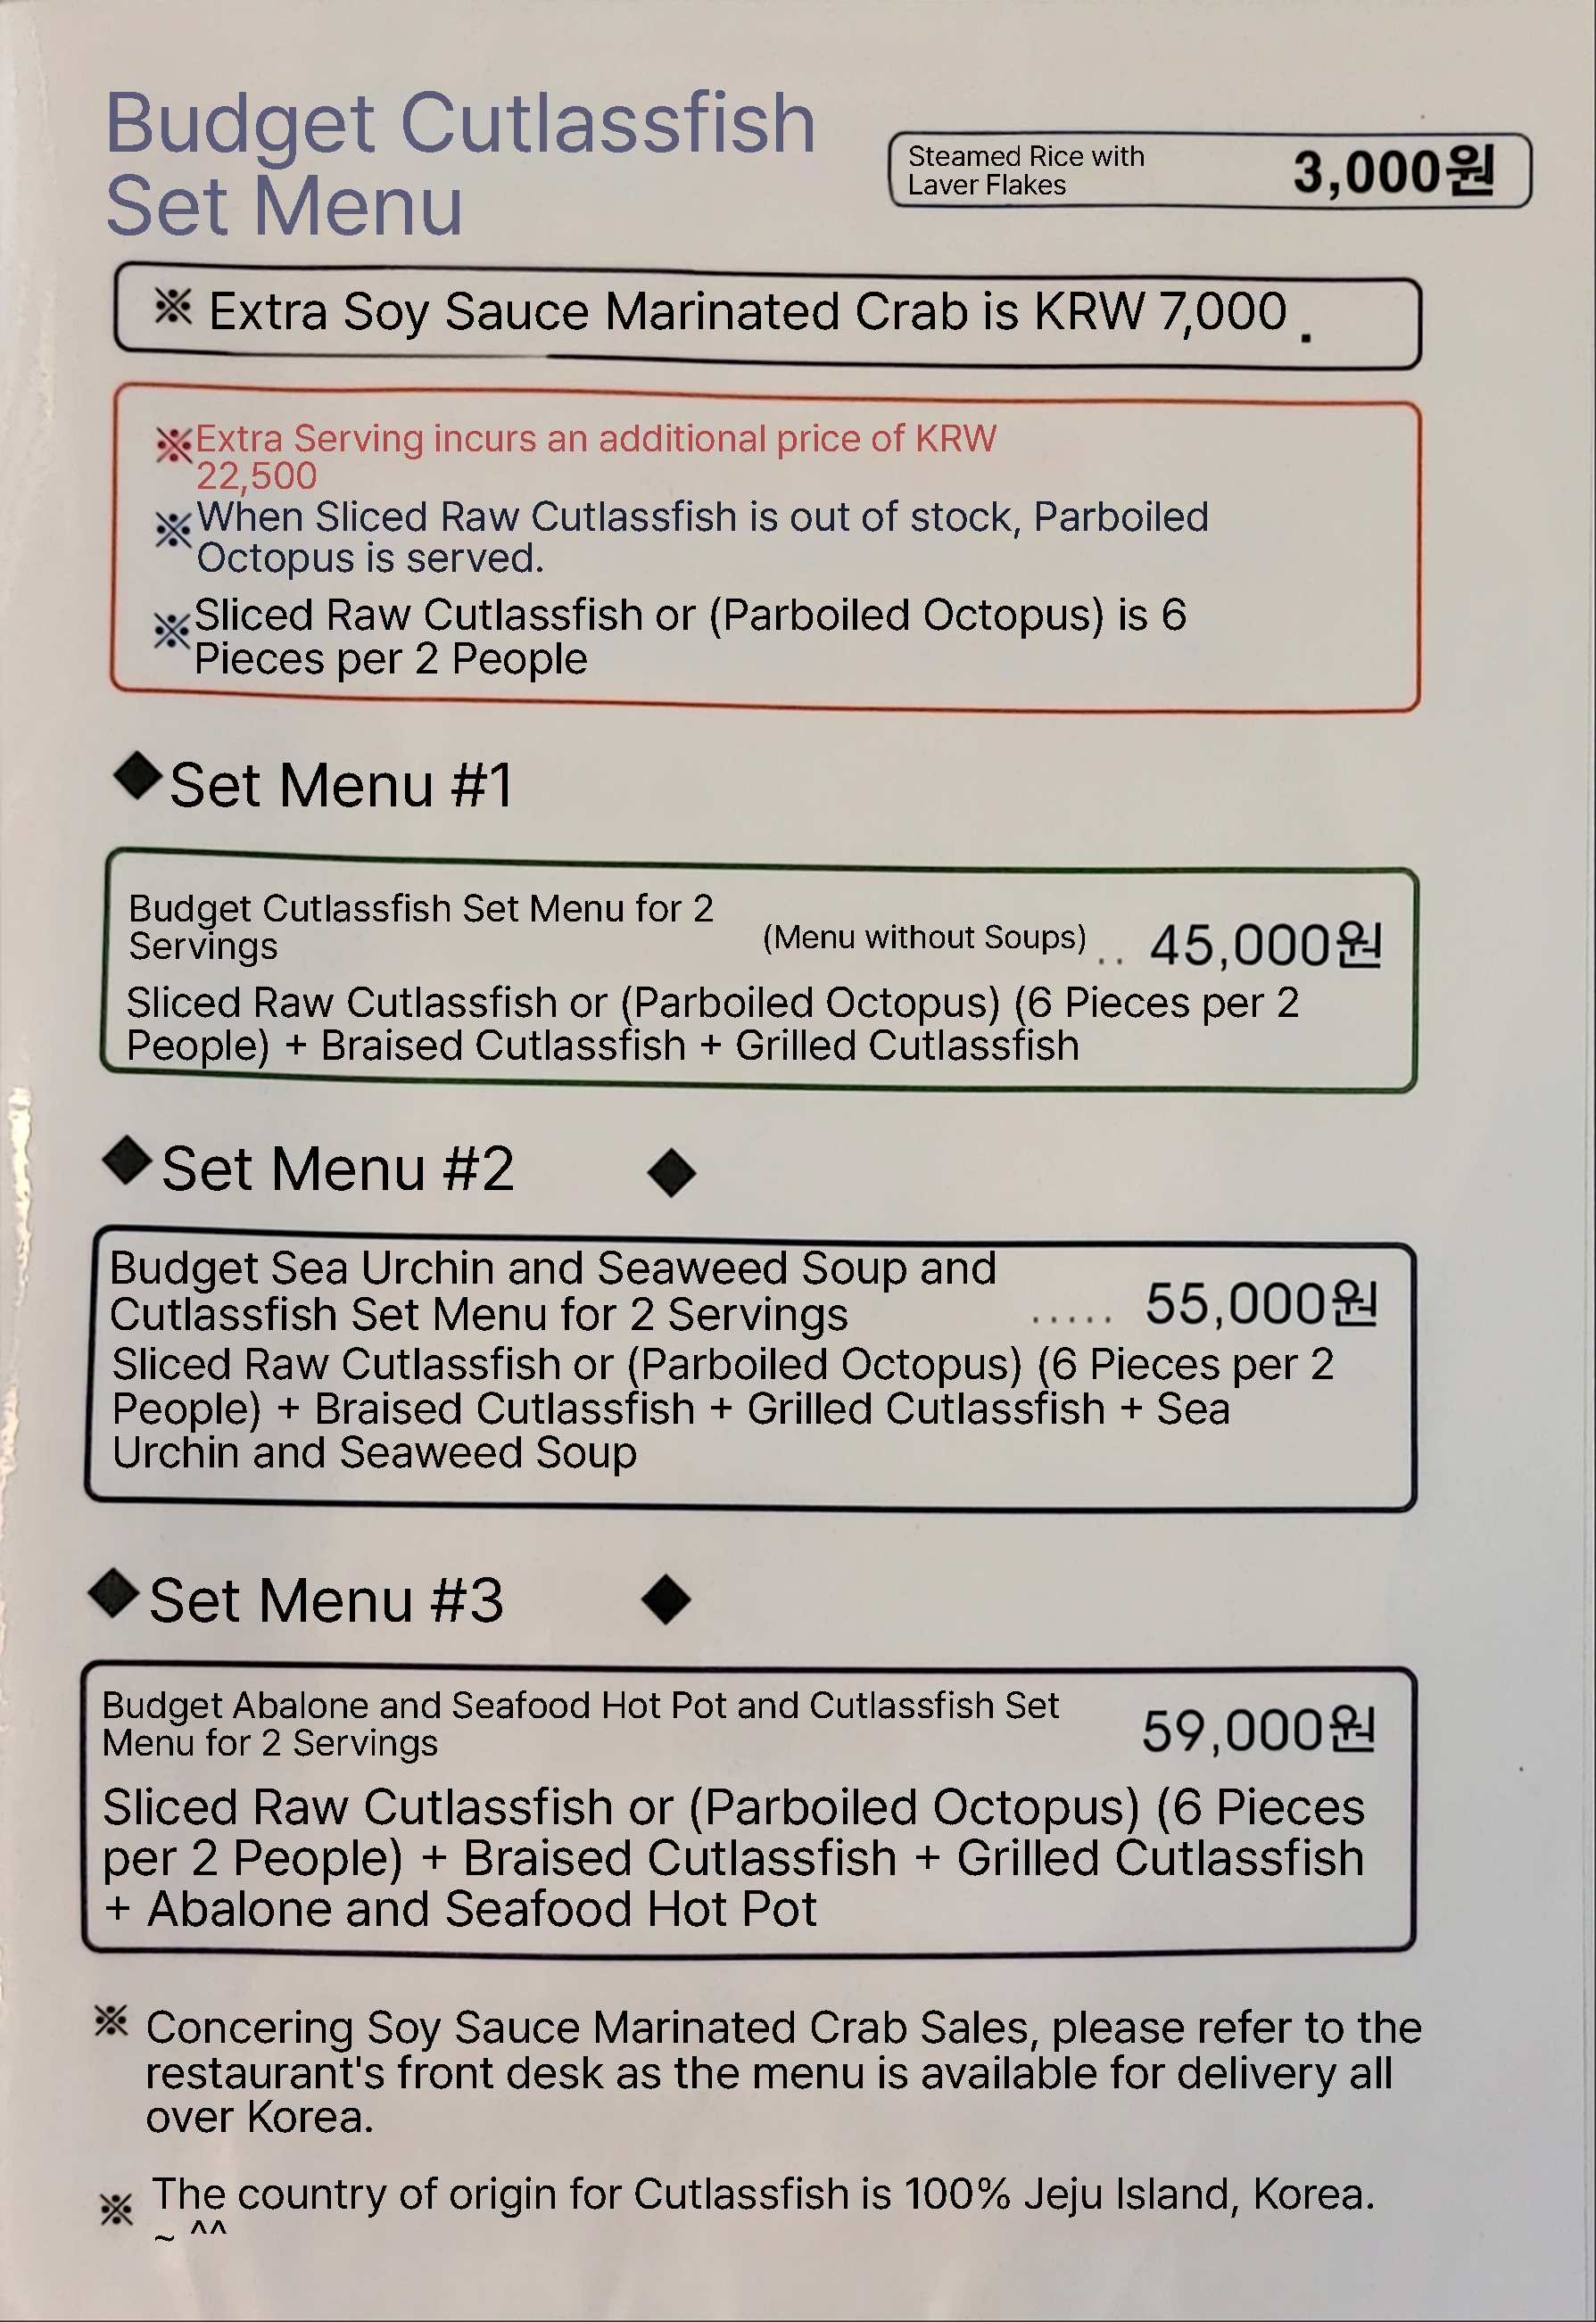 Budget Cutlassfish
Set Menu
Steamed Rice with
Laver Flakes
3,000원
※ Extra Soy Sauce Marinated Crab is KRW 7,000 .
※Extra Serving incurs an additional price of KRW
22,500
※When Sliced Raw Cutlassfish is out of stock, Parboiled
Octopus is served.
※Sliced Raw Cutlassfish or (Parboiled Octopus) is 6
Pieces per 2 People
◆Set Menu #1
Budget Cutlassfish Set Menu for 2
Servings
(Menu without Soups) .. 45,000원
Sliced Raw Cutlassfish or (Parboiled Octopus) (6 Pieces per 2
People) + Braised Cutlassfish + Grilled Cutlassfish
◆Set Menu #2 ◆
Budget Sea Urchin and Seaweed Soup and
Cutlassfish Set Menu for 2 Servings ..... 55,000원
Sliced Raw Cutlassfish or (Parboiled Octopus) (6 Pieces per 2
People) + Braised Cutlassfish + Grilled Cutlassfish + Sea
Urchin and Seaweed Soup
◆Set Menu #3 ◆
Budget Abalone and Seafood Hot Pot and Cutlassfish Set
Menu for 2 Servings
59,000원
Sliced Raw Cutlassfish or (Parboiled Octopus) (6 Pieces
per 2 People) + Braised Cutlassfish + Grilled Cutlassfish
+ Abalone and Seafood Hot Pot
※ Concering Soy Sauce Marinated Crab Sales, please refer to the
restaurant's front desk as the menu is available for delivery all
over Korea.
※ The country of origin for Cutlassfish is 100% Jeju Island, Korea.
~ ^^